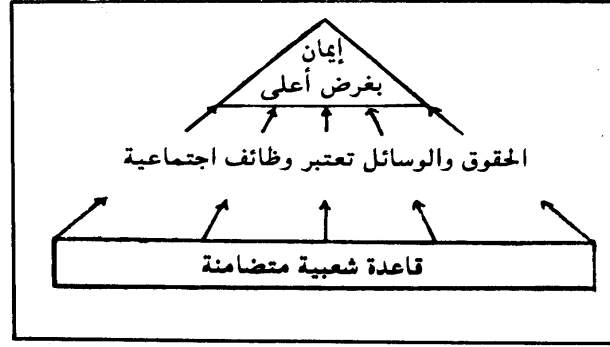 إيمان
بغرض أعلى
الحقوق والوسائل تعتبر وظائف اجتماعية
قاعدة شعبية متضامنة